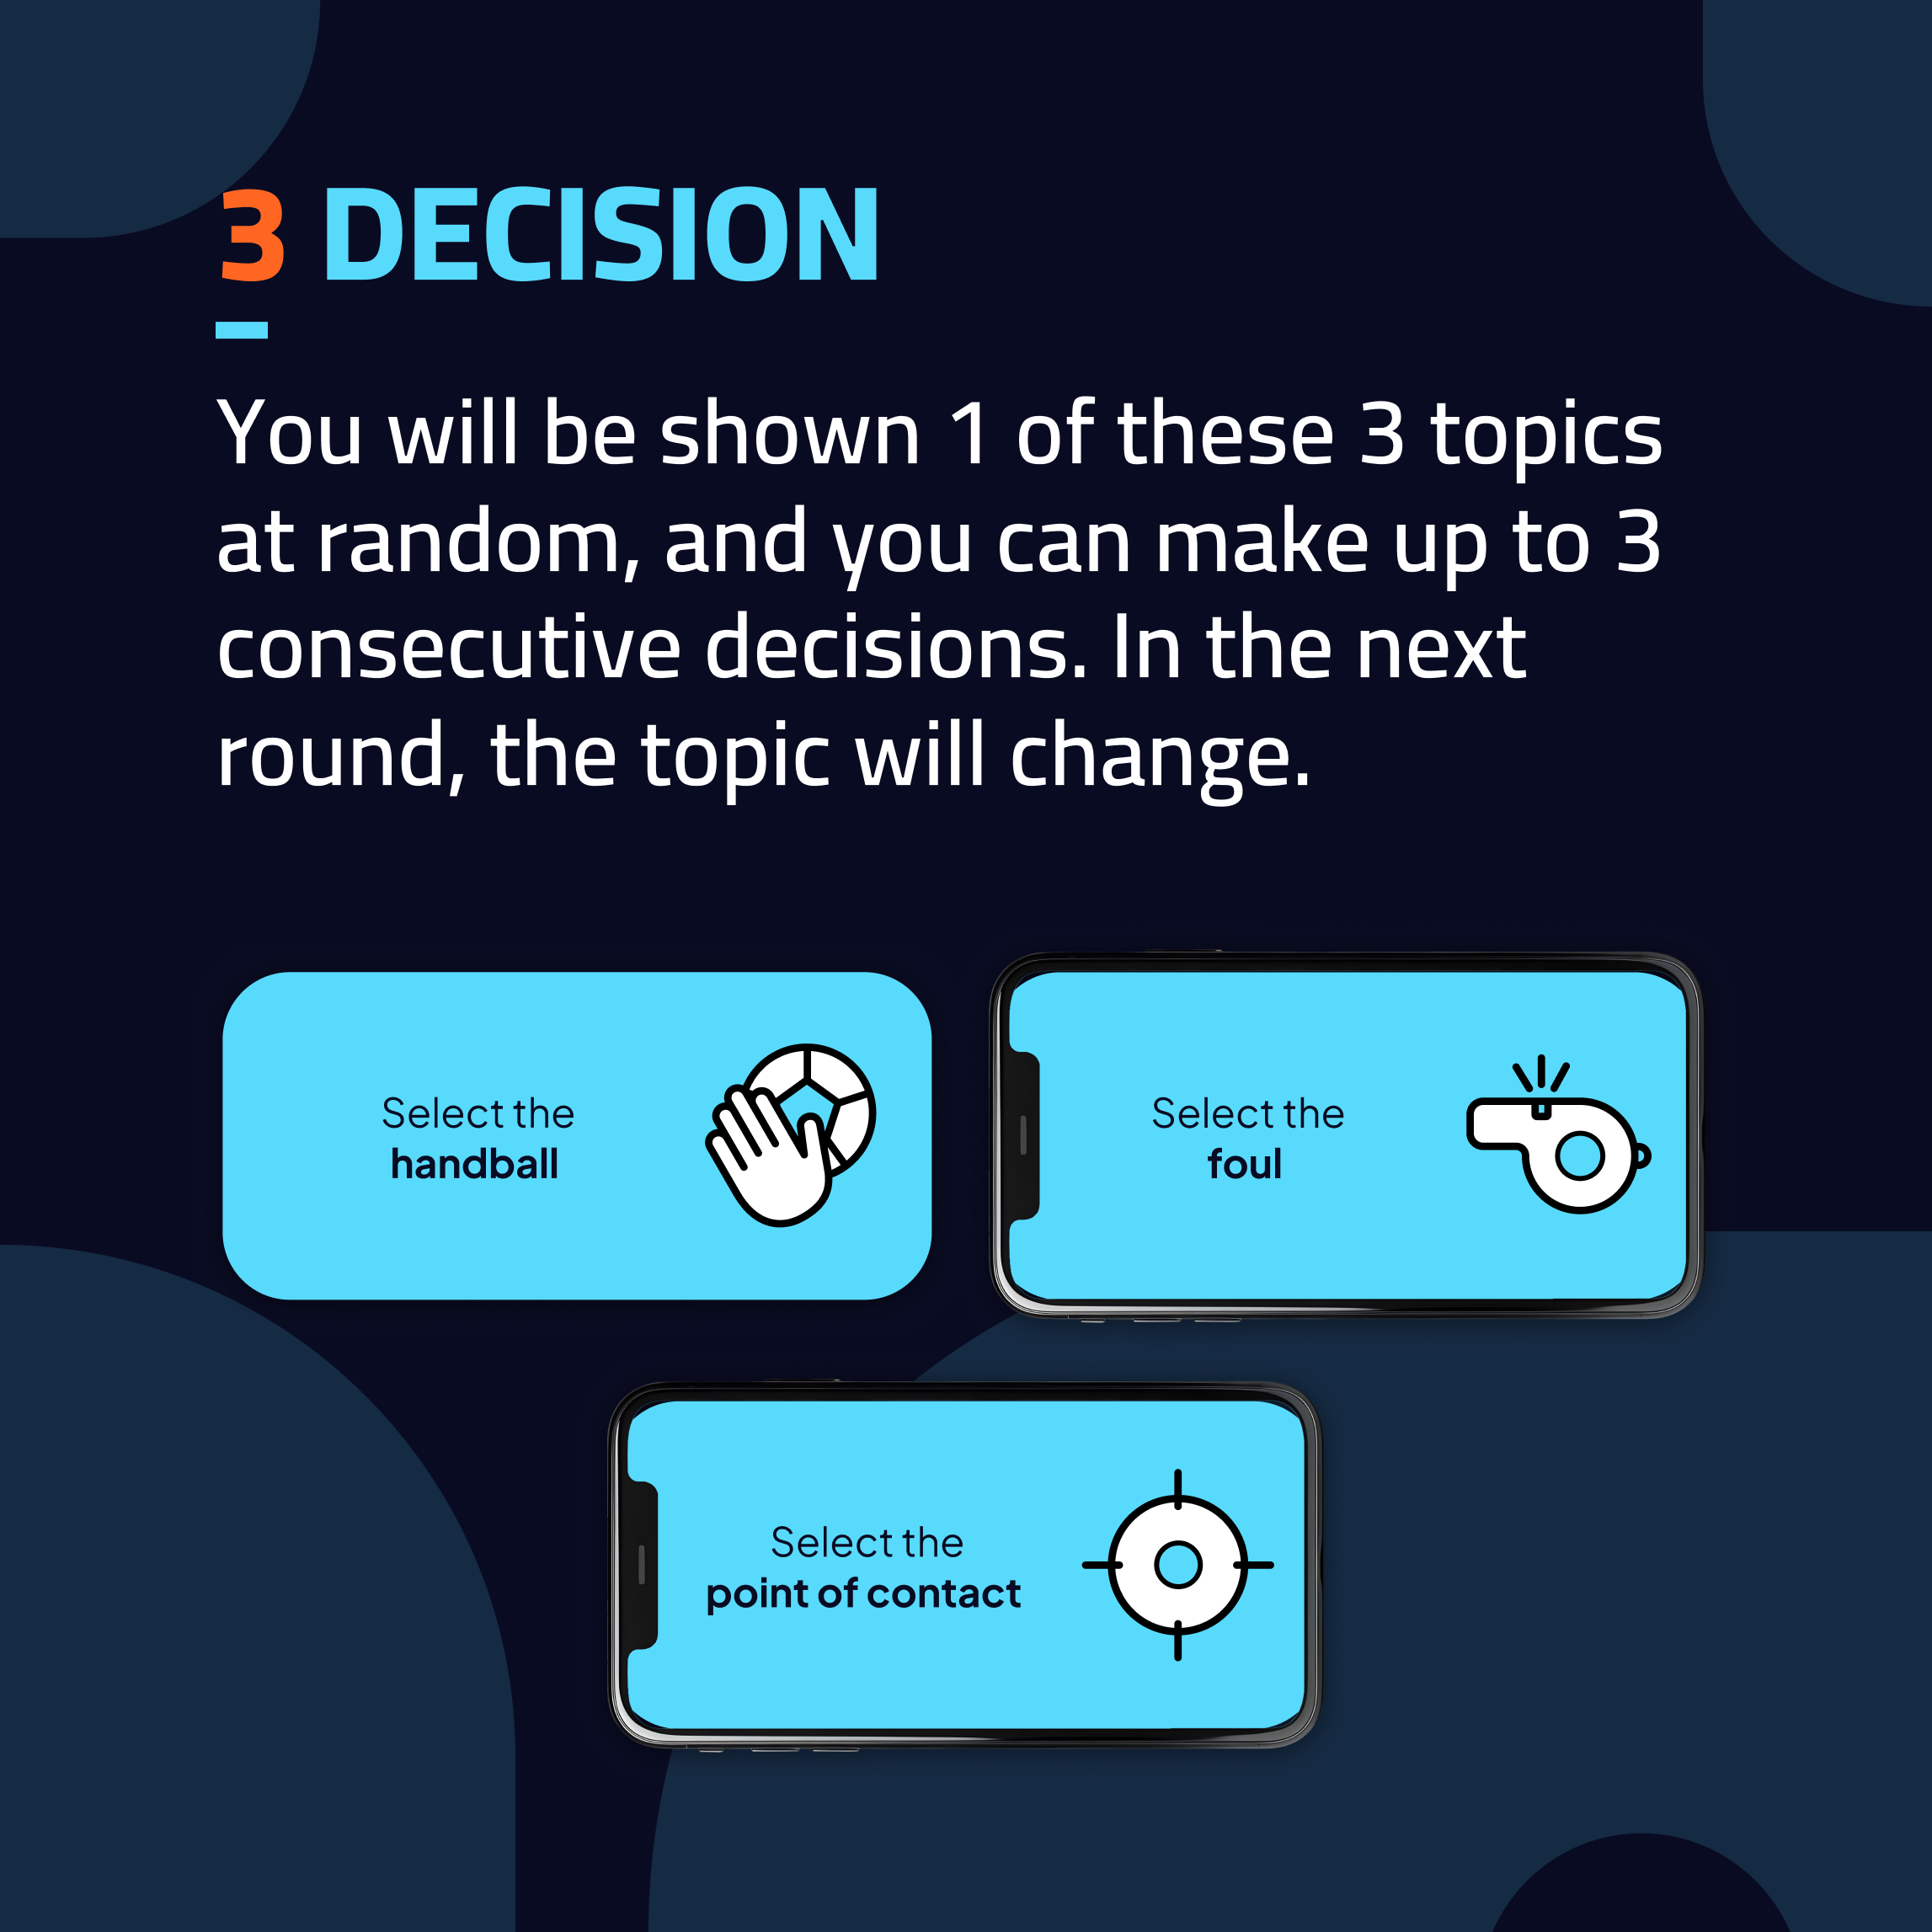 3 DECISION
You will be shown 1 of these 3 topics
at random, and you can make up to 3
consecutive decisions. In the next
round, the topic will change.
Select the
handball
Select the
foul
Select the
point of contact